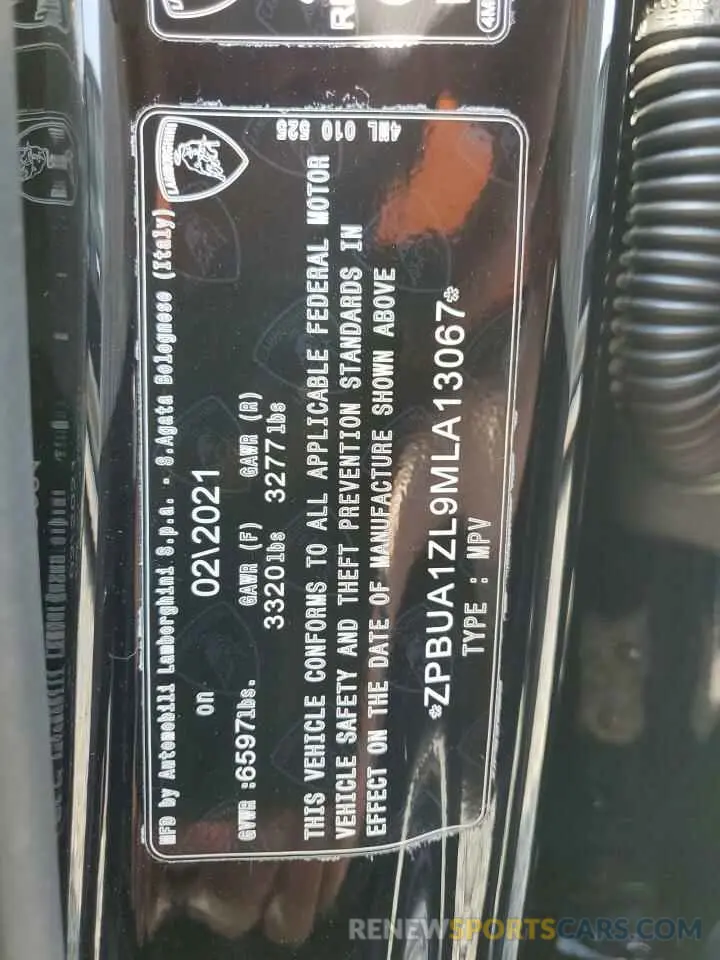 4ML 010 525
LAMBORGHINI
MFD by Automobili Lamborghini S.p.a. - S.Agata Bolognese (Italy)
on 02\2021
GVWR :6597lbs. GAWR (F) GAWR (R)
3320lbs 3277lbs
THIS VEHICLE CONFORMS TO ALL APPLICABLE FEDERAL MOTOR
VEHICLE SAFETY AND THEFT PREVENTION STANDARDS IN
EFFECT ON THE DATE OF MANUFACTURE SHOWN ABOVE
*ZPBUA1ZL9MLA13067*
TYPE : MPV
RENEWSPORTSCARS.COM